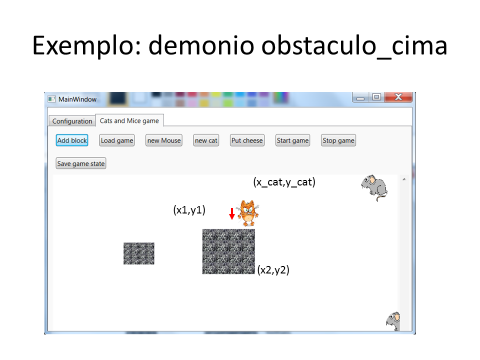 Exemplo: demonio obstaculo_cima
MainWindow
Configuration Cats and Mice game
Add block Load game new Mouse new cat Put cheese Start game Stop game
Save game state
(x_cat,y_cat)
(x1,y1)
(x2,y2)